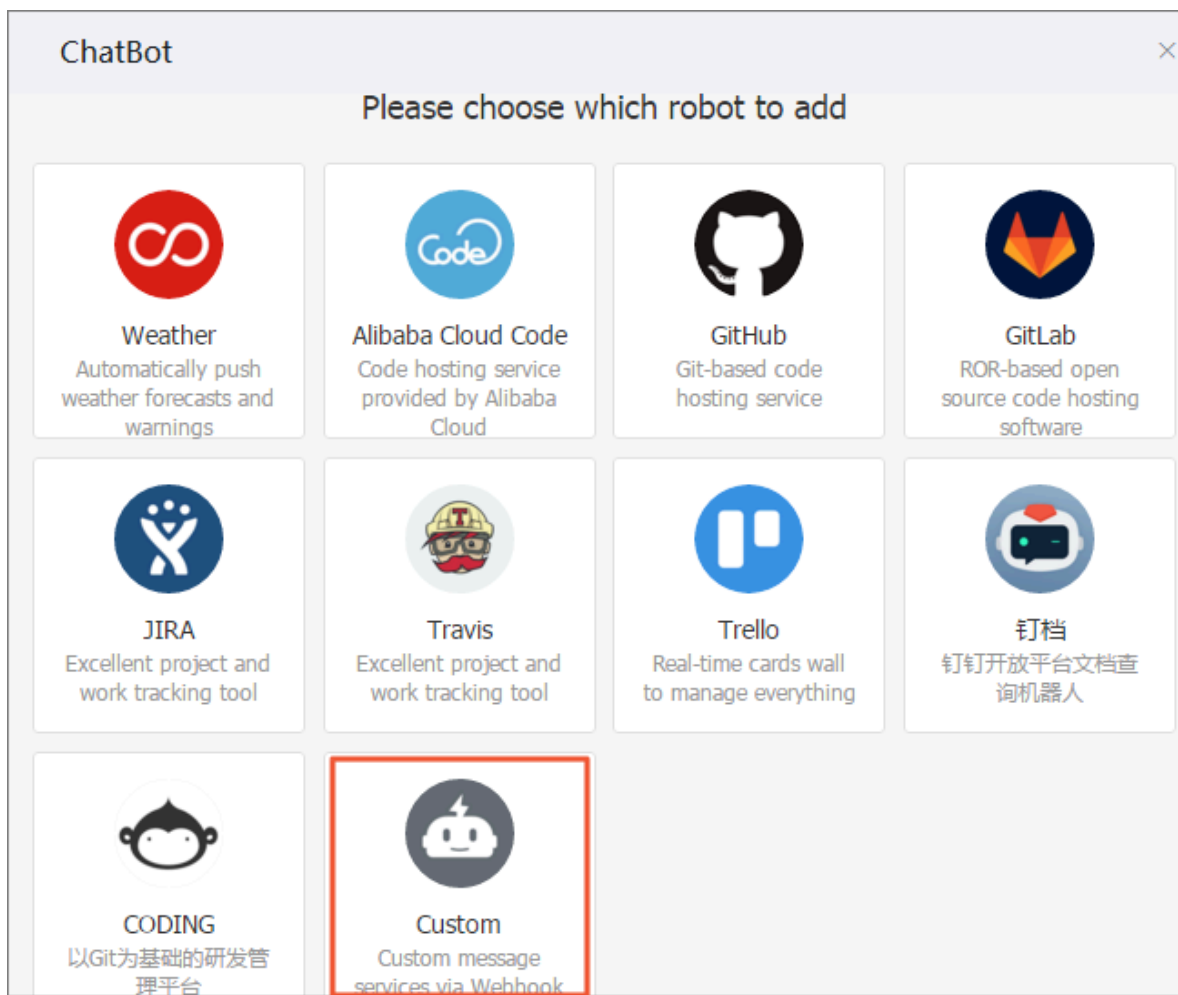 ChatBot
Please choose which robot to add
Weather
Automatically push
weather forecasts and
warnings
Code
Alibaba Cloud Code
Code hosting service
provided by Alibaba
Cloud
GitHub
Git-based code
hosting service
GitLab
ROR-based open
source code hosting
software
JIRA
Excellent project and
work tracking tool
T
Travis
Excellent project and
work tracking tool
Trello
Real-time cards wall
to manage everything
钉档
钉钉开放平台文档查
询机器人
CODING
以Git为基础的研发管
理平台
Custom
Custom message
services via Webhook